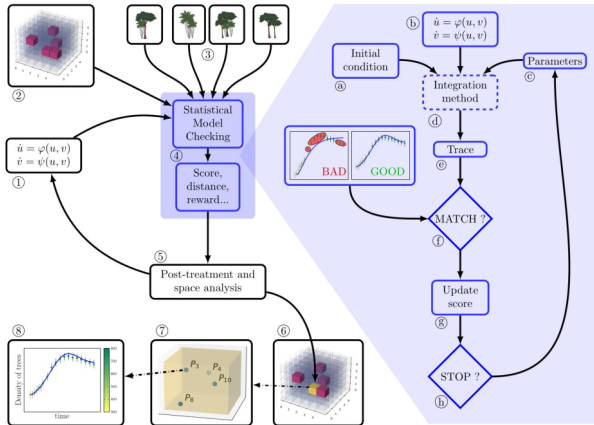 ②
③
Statistical
Model
Checking
④
Score,
distance,
reward...
u̇ = φ(u, v)
v̇ = ψ(u, v)
①
⑤
Post-treatment and
space analysis
⑧
Density of trees
time
⑦
P₃
P₄
P₁₀
P₈
⑥
ⓑ
u̇ = φ(u, v)
v̇ = ψ(u, v)
Initial
condition
ⓐ
Parameters
ⓒ
Integration
method
ⓓ
Trace
ⓔ
BAD
GOOD
MATCH ?
ⓕ
Update
score
ⓖ
STOP ?
ⓗ